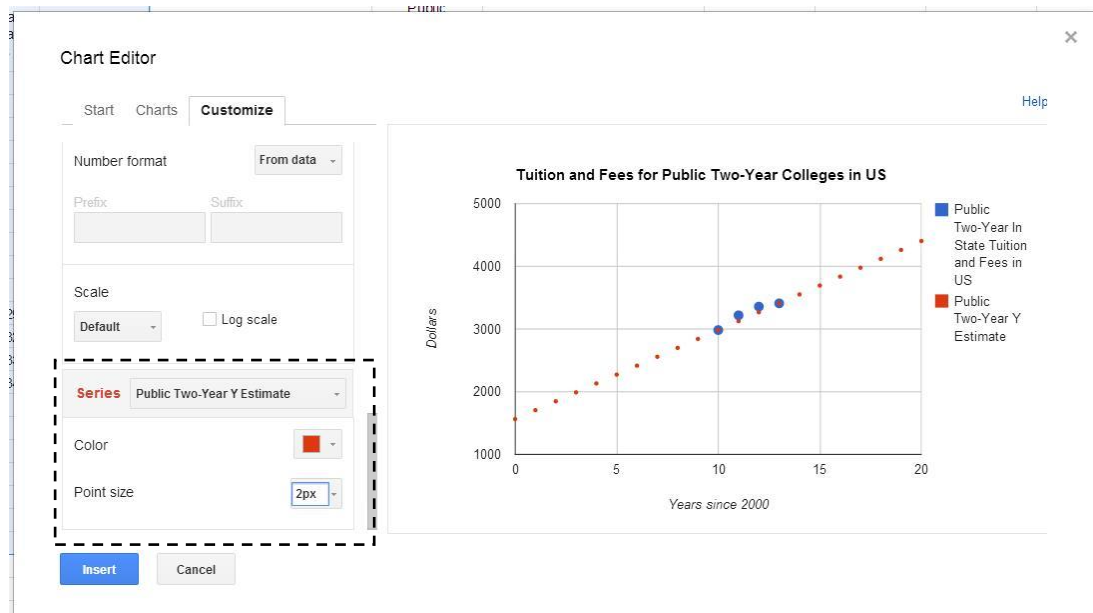 Public
Chart Editor
Start Charts Customize
Help
Number format From data
Prefix Suffix
Scale
Default Log scale
Series Public Two-Year Y Estimate
Color
Point size 2px
Insert Cancel
Tuition and Fees for Public Two-Year Colleges in US
5000
4000
3000
2000
1000
Dollars
0 5 10 15 20
Years since 2000
Public
Two-Year In
State Tuition
and Fees in
US
Public
Two-Year Y
Estimate